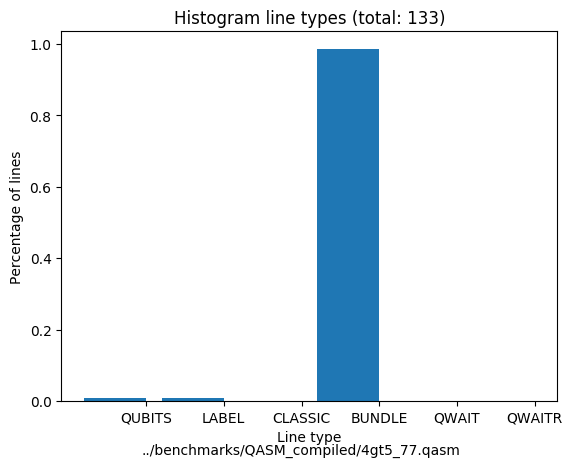 Histogram line types (total: 133)
Percentage of lines
1.0
0.8
0.6
0.4
0.2
0.0
QUBITS LABEL CLASSIC BUNDLE QWAIT QWAITR
Line type
../benchmarks/QASM_compiled/4gt5_77.qasm